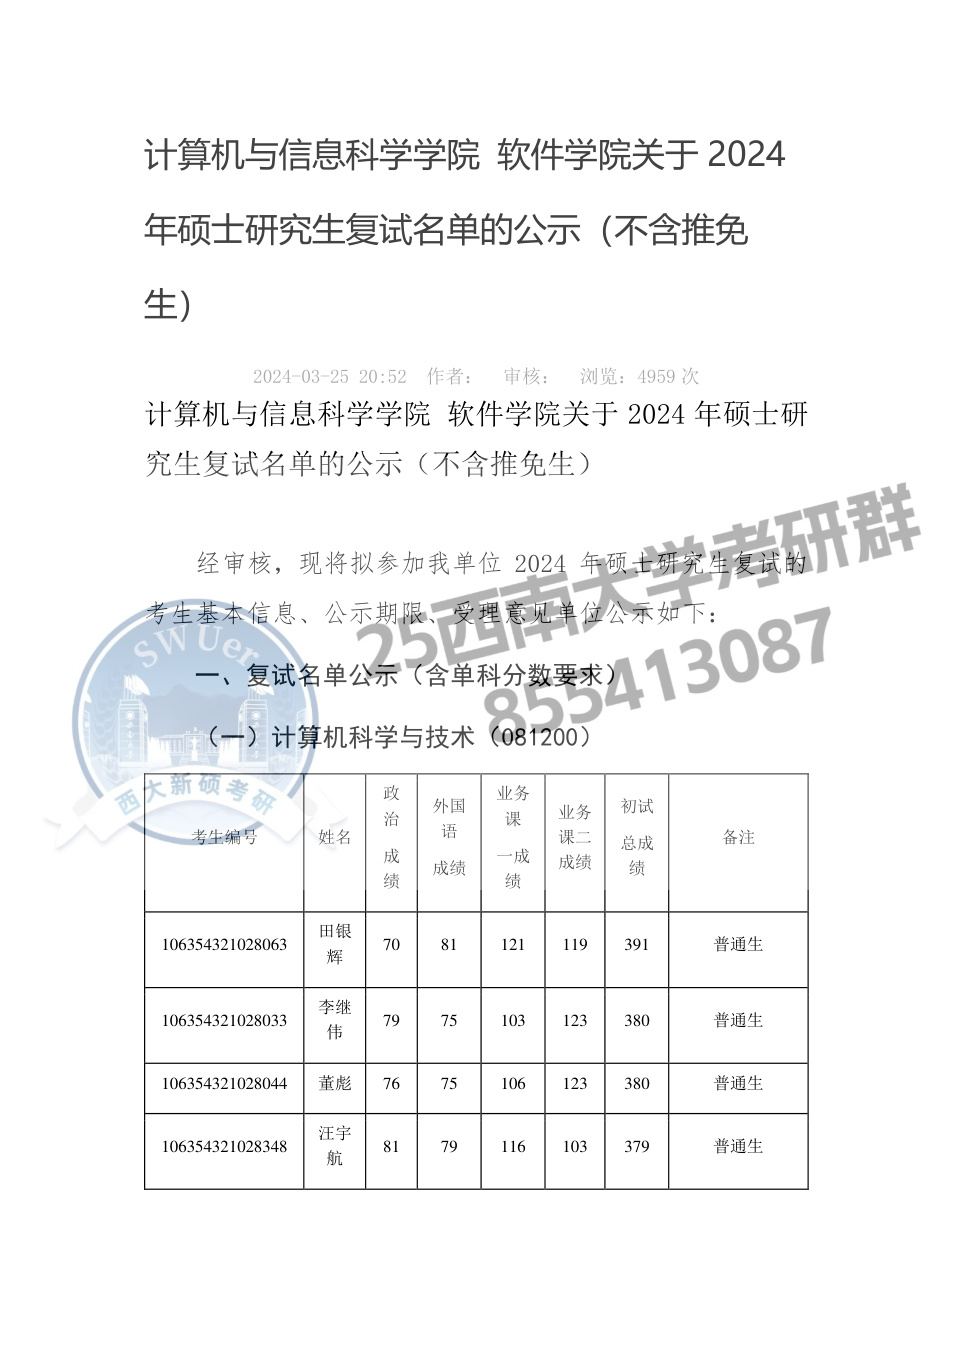 计算机与信息科学学院 软件学院关于 2024
年硕士研究生复试名单的公示（不含推免
生）
2024-03-25 20:52 作者： 审核： 浏览：4959 次
计算机与信息科学学院 软件学院关于 2024 年硕士研
究生复试名单的公示（不含推免生）
经审核，现将拟参加我单位 2024 年硕士研究生复试的
考生基本信息、公示期限、受理意见单位公示如下：
25西南大学考研群
855413087
SWUer
西大新硕考研
一、复试名单公示（含单科分数要求）
（一）计算机科学与技术（081200）
考生编号 姓名 政治成绩 外国语成绩 业务课一成绩 业务课二成绩 初试总成绩 备注
106354321028063 田银辉 70 81 121 119 391 普通生
106354321028033 李继伟 79 75 103 123 380 普通生
106354321028044 董彪 76 75 106 123 380 普通生
106354321028348 汪宇航 81 79 116 103 379 普通生